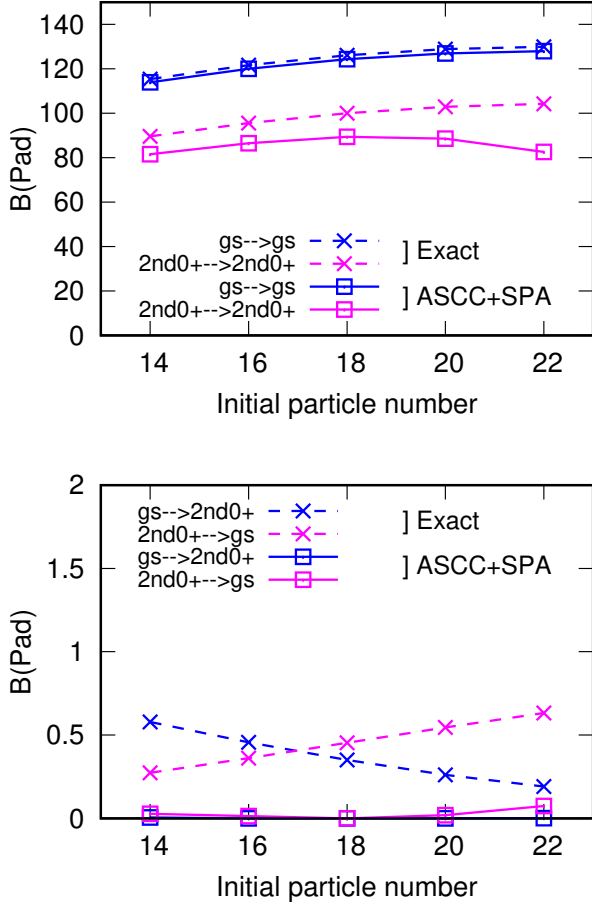 140
120
100
80
60
40
20
0
B(Pad)
gs-->gs
2nd0+-->2nd0+
] Exact
gs-->gs
2nd0+-->2nd0+
] ASCC+SPA
14 16 18 20 22
Initial particle number
2
1.5
1
0.5
0
B(Pad)
gs-->2nd0+
2nd0+-->gs
] Exact
gs-->2nd0+
2nd0+-->gs
] ASCC+SPA
14 16 18 20 22
Initial particle number